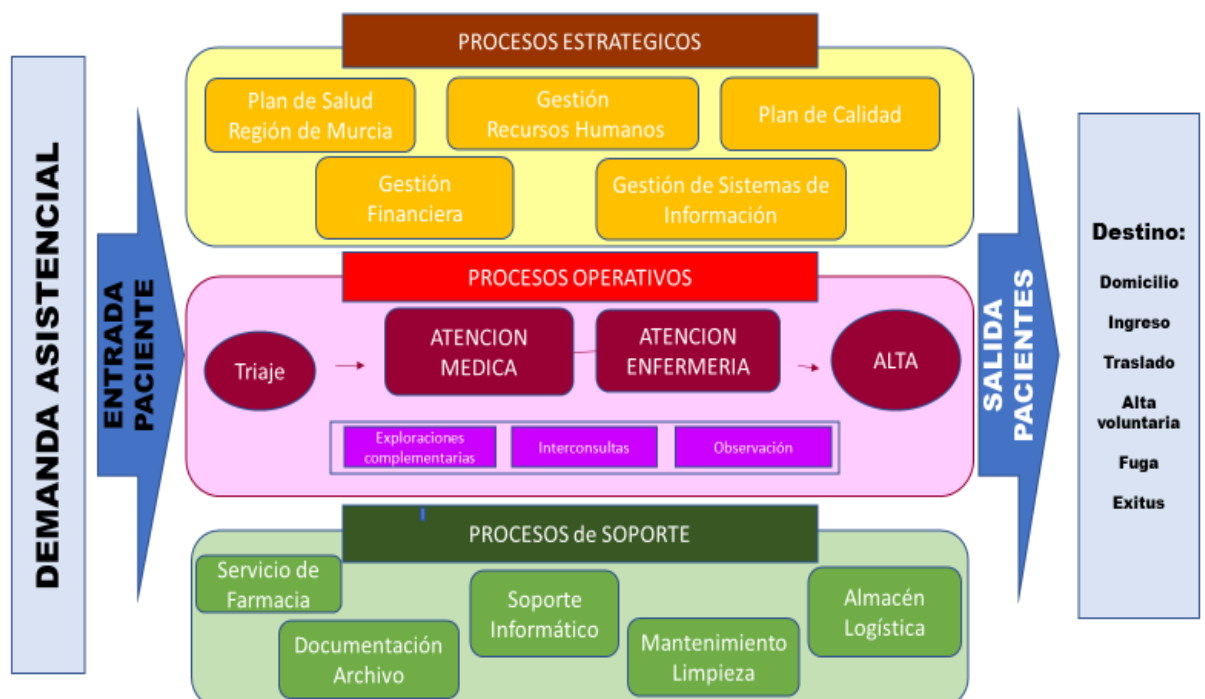 DEMANDA ASISTENCIAL
ENTRADA
PACIENTE
PROCESOS ESTRATEGICOS
Plan de Salud
Región de Murcia
Gestión
Recursos Humanos
Plan de Calidad
Gestión
Financiera
Gestión de Sistemas de
Información
PROCESOS OPERATIVOS
Triaje
ATENCION
MEDICA
ATENCION
ENFERMERIA
ALTA
Exploraciones
complementarias
Interconsultas
Observación
PROCESOS de SOPORTE
Servicio de
Farmacia
Documentación
Archivo
Soporte
Informático
Mantenimiento
Limpieza
Almacén
Logística
SALIDA
PACIENTES
Destino:
Domicilio
Ingreso
Traslado
Alta
voluntaria
Fuga
Exitus